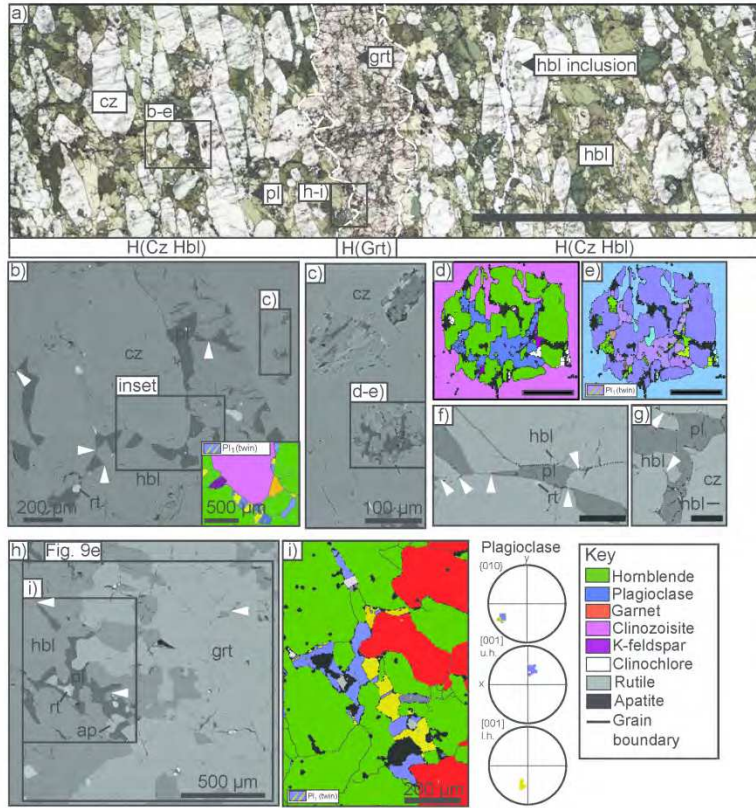 a)
grt
hbl inclusion
cz
b-e
hbl
pl
h-i
H(Cz Hbl)
H(Grt)
H(Cz Hbl)
b)
c)
cz
inset
hbl
rt
200 µm
Pl₁(twin)
500 µm
c)
cz
d-e)
100 µm
d)
e)
Pl₁(twin)
f)
hbl
pl
hbl
rt
g)
pl
hbl
cz
hbl
h)
Fig. 9e
i)
hbl
grt
pl
rt
ap
500 µm
i)
Pl₁(twin)
200 µm
Plagioclase
y
{010}
[001]
u.h.
x
[001]
l.h.
Key
Hornblende
Plagioclase
Garnet
Clinozoisite
K-feldspar
Clinochlore
Rutile
Apatite
Grain
boundary